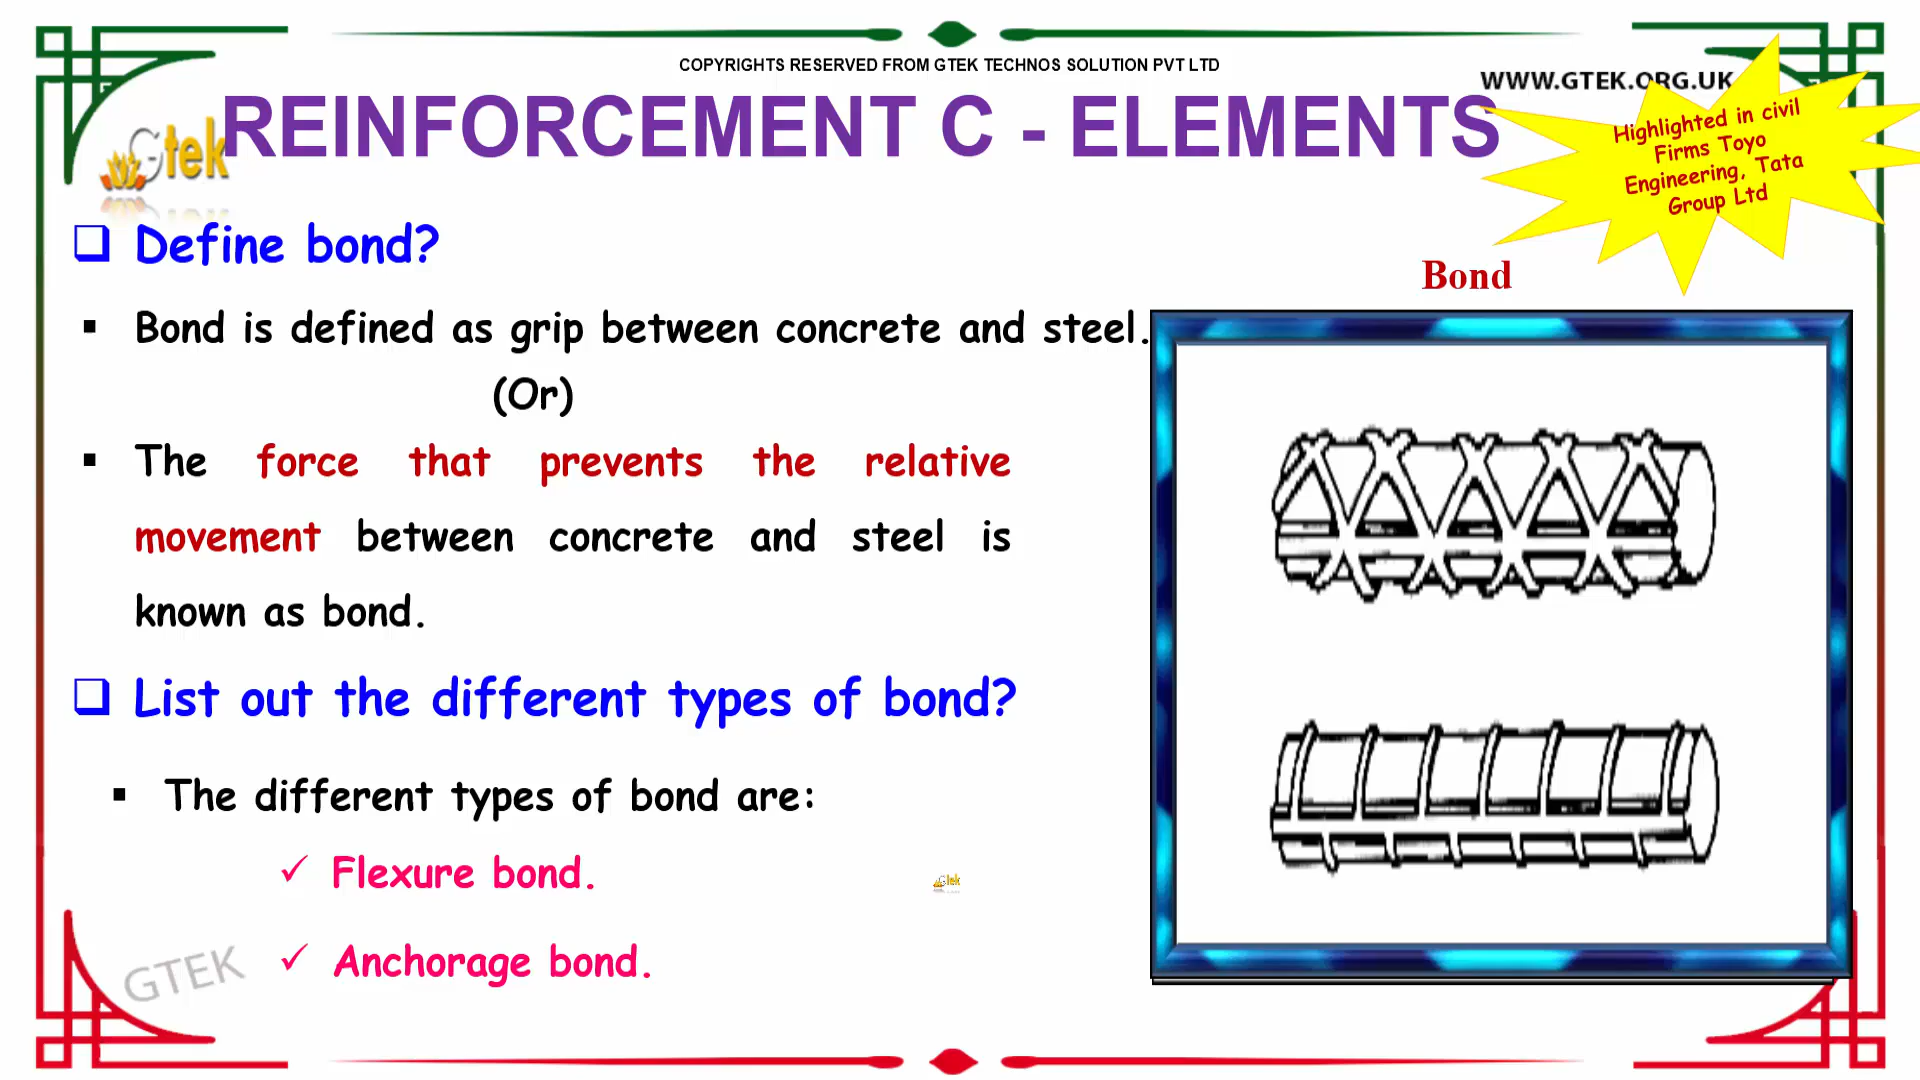 COPYRIGHTS RESERVED FROM GTEK TECHNOS SOLUTION PVT LTD
WWW.GTEK.ORG.UK
Gtek
REINFORCEMENT C - ELEMENTS
Highlighted in civil
Firms Toyo
Engineering, Tata
Group Ltd
Define bond?
Bond is defined as grip between concrete and steel.
(Or)
The force that prevents the relative
movement between concrete and steel is
known as bond.
List out the different types of bond?
The different types of bond are:
Flexure bond.
Anchorage bond.
Bond
Gtek
GTEK